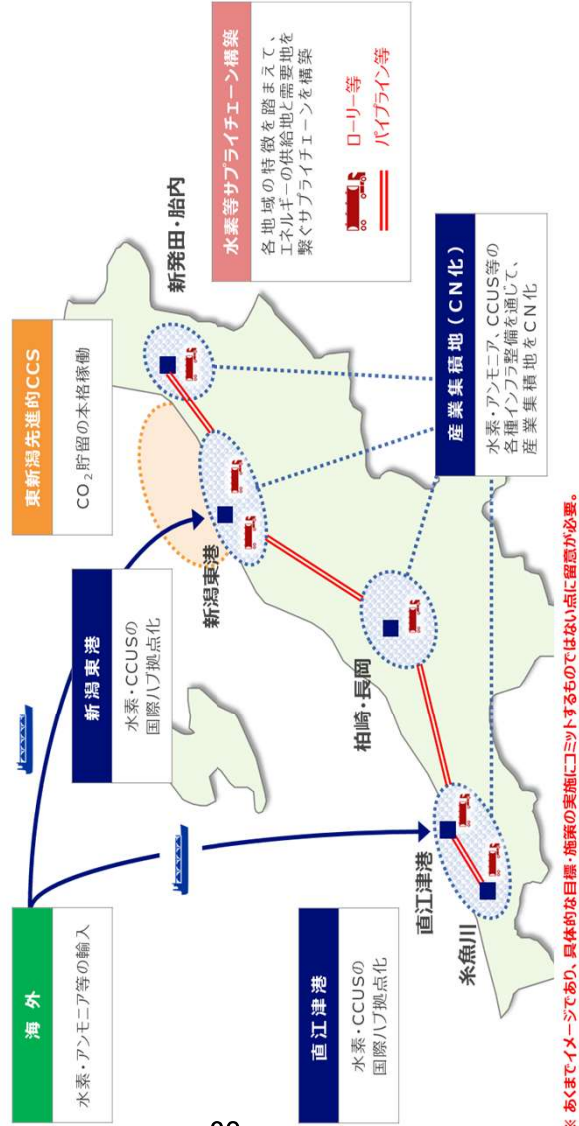 海外
水素・アンモニア等の輸入
新潟東港
水素・CCUSの
国際ハブ拠点化
東新潟先進的CCS
CO₂貯留の本格稼働
新発田・胎内
水素等サプライチェーン構築
各地域の特徴を踏まえて、
エネルギーの供給地と需要地を
繋ぐサプライチェーンを構築
ローリー等
パイプライン等
新潟東港
直江津港
水素・CCUSの
国際ハブ拠点化
直江津港
糸魚川
柏崎・長岡
産業集積地(CN化)
水素・アンモニア、CCUS等の
各種インフラ整備を通じて、
産業集積地をCN化
※ あくまでイメージであり、具体的な目標・施策の実施にコミットするものではない点に留意が必要。